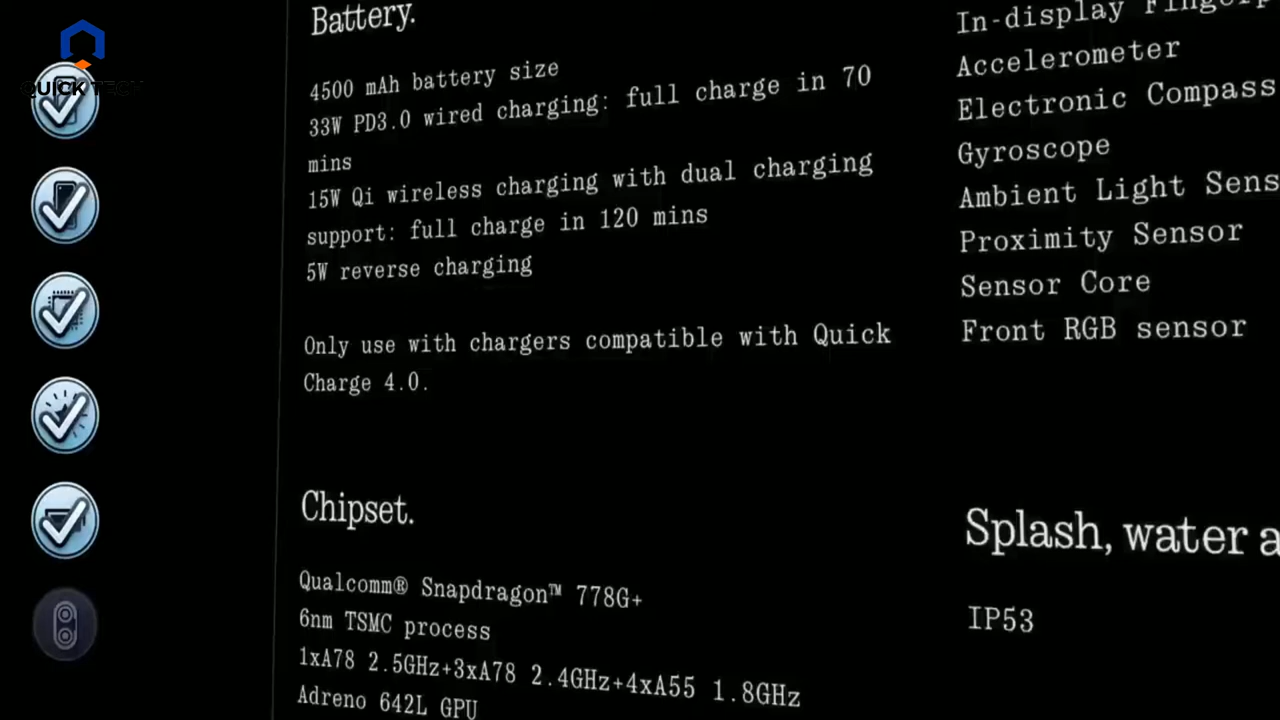 QUICK TECH
Battery.
4500 mAh battery size
33W PD3.0 wired charging: full charge in 70
mins
15W Qi wireless charging with dual charging
support: full charge in 120 mins
5W reverse charging
Only use with chargers compatible with Quick
Charge 4.0.
Chipset.
Qualcomm® Snapdragon™ 778G+
6nm TSMC process
1xA78 2.5GHz+3xA78 2.4GHz+4xA55 1.8GHz
Adreno 642L GPU
In-display
Accelerometer
Electronic Compass
Gyroscope
Ambient Light Sens
Proximity Sensor
Sensor Core
Front RGB sensor
Splash, water a
IP53